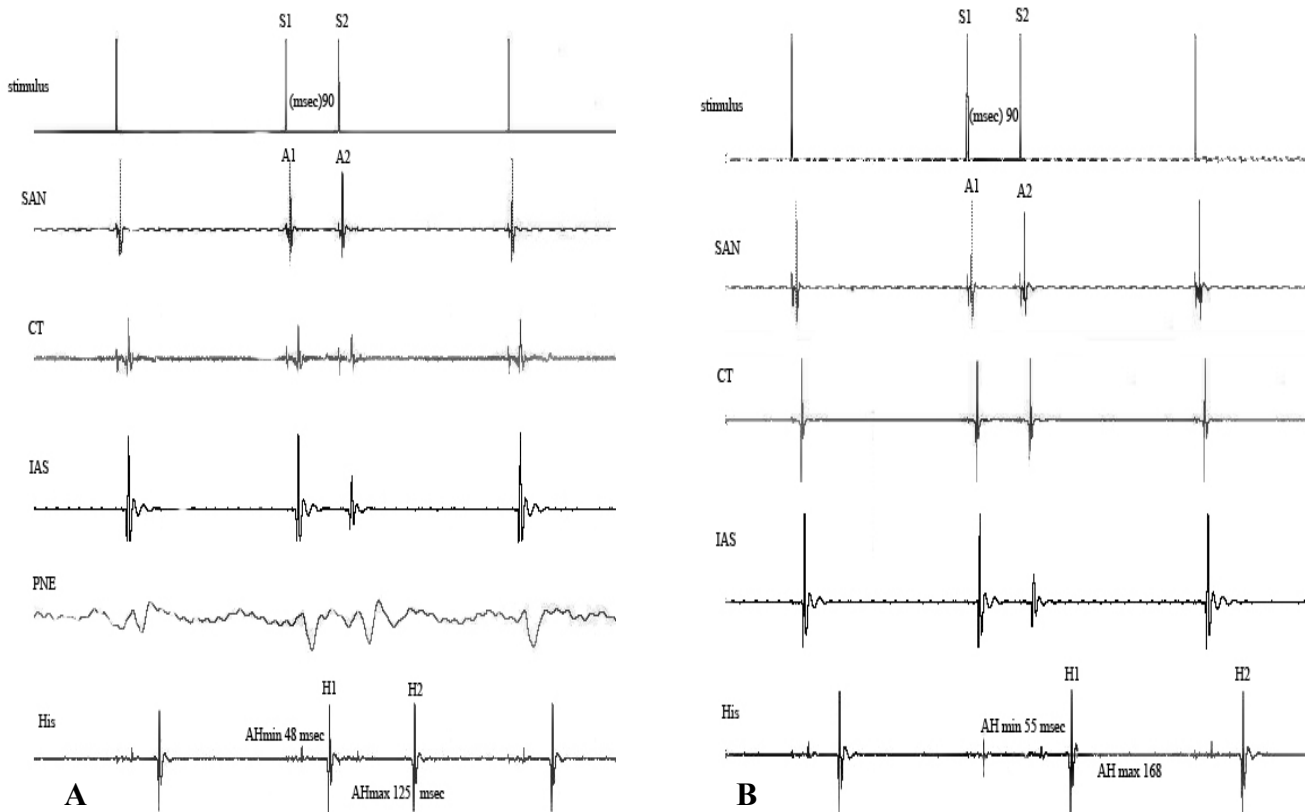 S1 S2
stimulus
(msec)90
A1 A2
SAN
CT
IAS
PNE
H1 H2
His
AHmin 48 msec
AHmax 125 msec
A
S1 S2
stimulus
(msec) 90
A1 A2
SAN
CT
IAS
H1 H2
His
AH min 55 msec
AH max 168
B